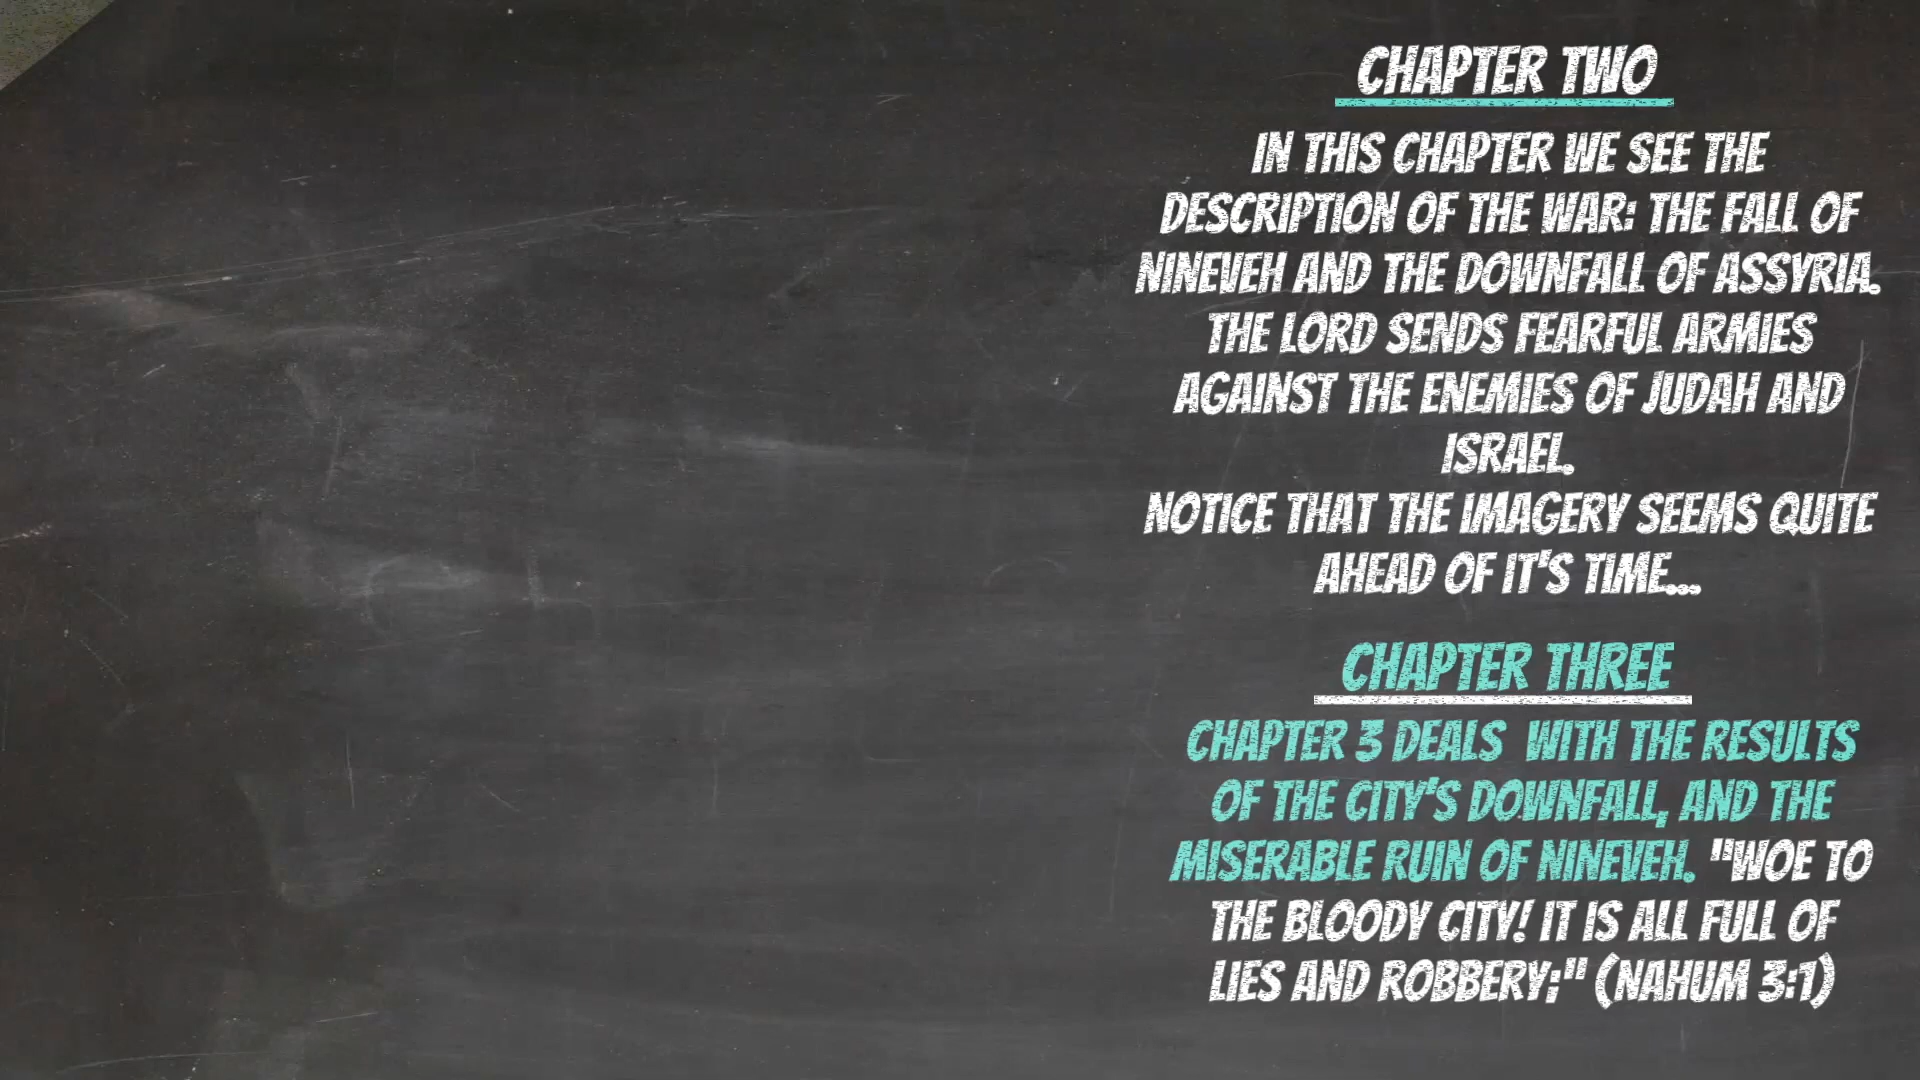 CHAPTER TWO
IN THIS CHAPTER WE SEE THE
DESCRIPTION OF THE WAR: THE FALL OF
NINEVEH AND THE DOWNFALL OF ASSYRIA.
THE LORD SENDS FEARFUL ARMIES
AGAINST THE ENEMIES OF JUDAH AND
ISRAEL.
NOTICE THAT THE IMAGERY SEEMS QUITE
AHEAD OF IT'S TIME...
CHAPTER THREE
CHAPTER 3 DEALS WITH THE RESULTS
OF THE CITY'S DOWNFALL, AND THE
MISERABLE RUIN OF NINEVEH. "WOE TO
THE BLOODY CITY! IT IS ALL FULL OF
LIES AND ROBBERY;" (NAHUM 3:1)